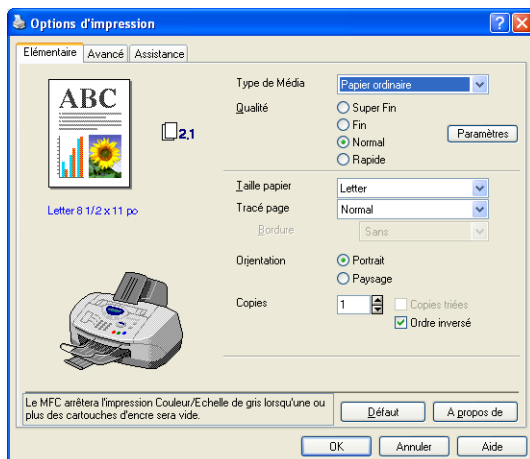 Options d'impression
Elémentaire Avancé Assistance
ABC
2,1
Letter 8 1/2 x 11 po
Type de Média Papier ordinaire
Qualité
Super Fin
Fin
Normal
Rapide
Paramètres
Taille papier Letter
Tracé page Normal
Bordure Sans
Orientation
Portrait
Paysage
Copies 1
Copies triées
Ordre inversé
Le MFC arrêtera l'impression Couleur/Echelle de gris lorsqu'une ou
plus des cartouches d'encre sera vide.
Défaut A propos de
OK Annuler Aide